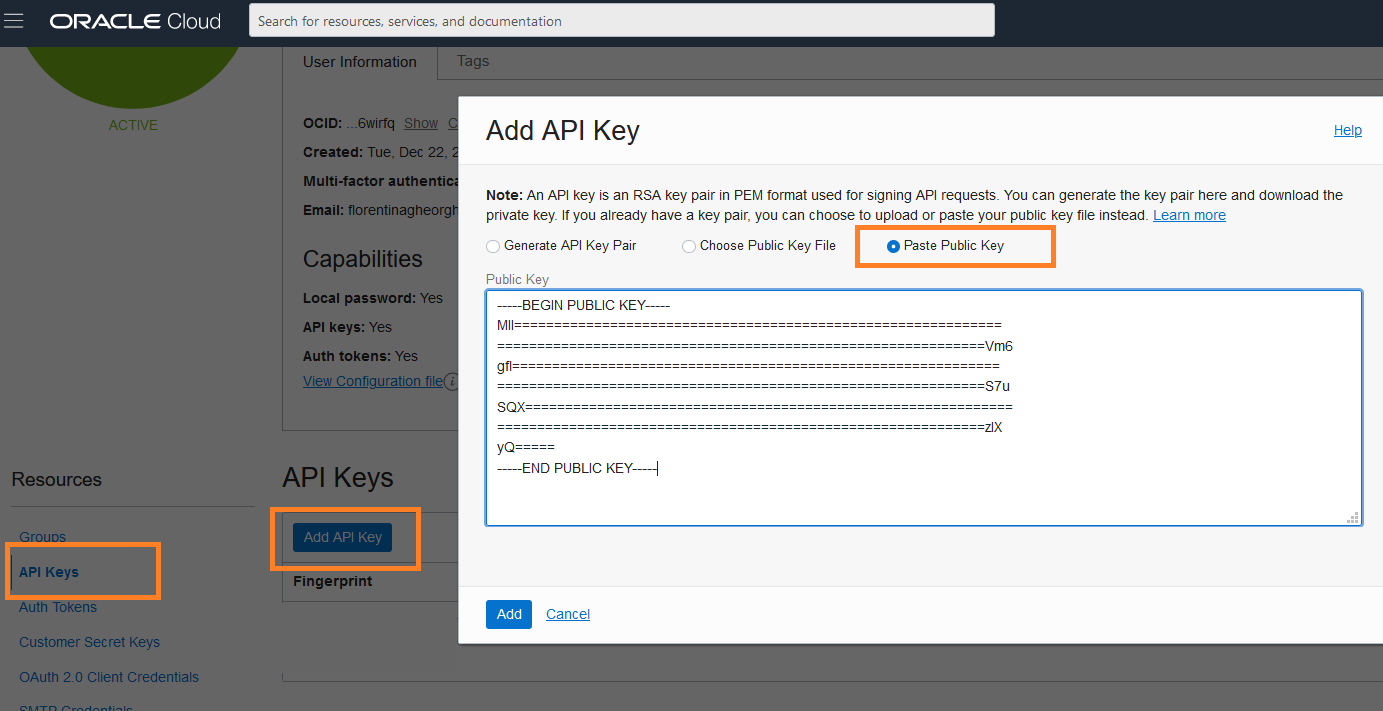 ORACLE Cloud
Search for resources, services, and documentation
User Information
Tags
ACTIVE
OCID: ...6wirfq Show C
Created: Tue, Dec 22, 2
Multi-factor authentica
Email: florentinagheorgh
Capabilities
Local password: Yes
API keys: Yes
Auth tokens: Yes
View Configuration file
Resources
Groups
API Keys
Auth Tokens
Customer Secret Keys
OAuth 2.0 Client Credentials
SMTP Credentials
API Keys
Add API Key
Fingerprint
Add API Key
Help
Note: An API key is an RSA key pair in PEM format used for signing API requests. You can generate the key pair here and download the
private key. If you already have a key pair, you can choose to upload or paste your public key file instead. Learn more
Generate API Key Pair
Choose Public Key File
Paste Public Key
Public Key
-----BEGIN PUBLIC KEY-----
MII=============================================================
=============================================================Vm6
gfI=============================================================
=============================================================S7u
SQX=============================================================
=============================================================zlX
yQ=====
-----END PUBLIC KEY-----
Add
Cancel